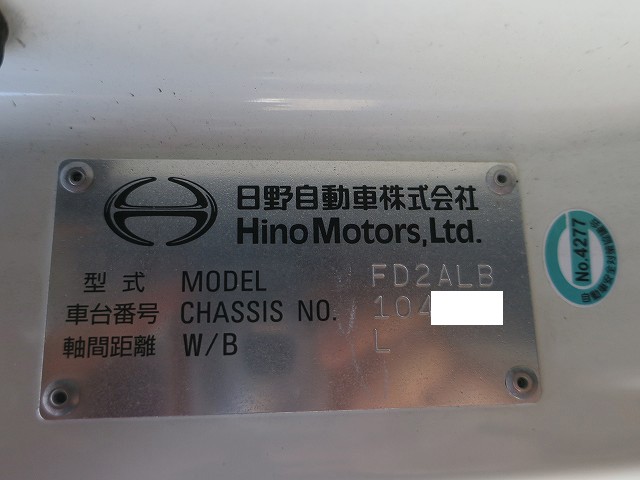 日野自動車株式会社
Hino Motors, Ltd.
型式 MODEL FD2ALB
車台番号 CHASSIS NO. 104
軸間距離 W/B L
No.4277